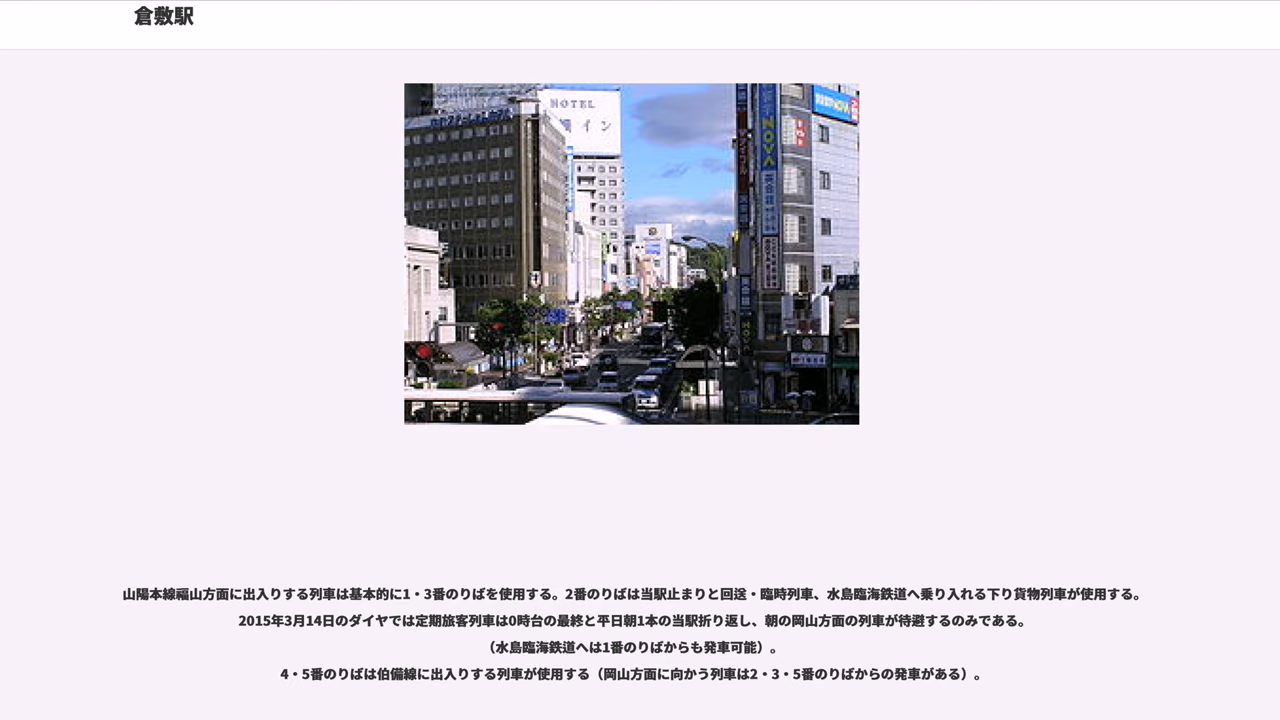 倉敷駅
HOTEL
イン
NOVA
英会話
NOVA
山陽本線福山方面に出入りする列車は基本的に1・3番のりばを使用する。2番のりばは当駅止まりと回送・臨時列車、水島臨海鉄道へ乗り入れる下り貨物列車が使用する。
2015年3月14日のダイヤでは定期旅客列車は0時台の最終と平日朝1本の当駅折り返し、朝の岡山方面の列車が待避するのみである。
（水島臨海鉄道へは1番のりばからも発車可能）。
4・5番のりばは伯備線に出入りする列車が使用する（岡山方面に向かう列車は2・3・5番のりばからの発車がある）。